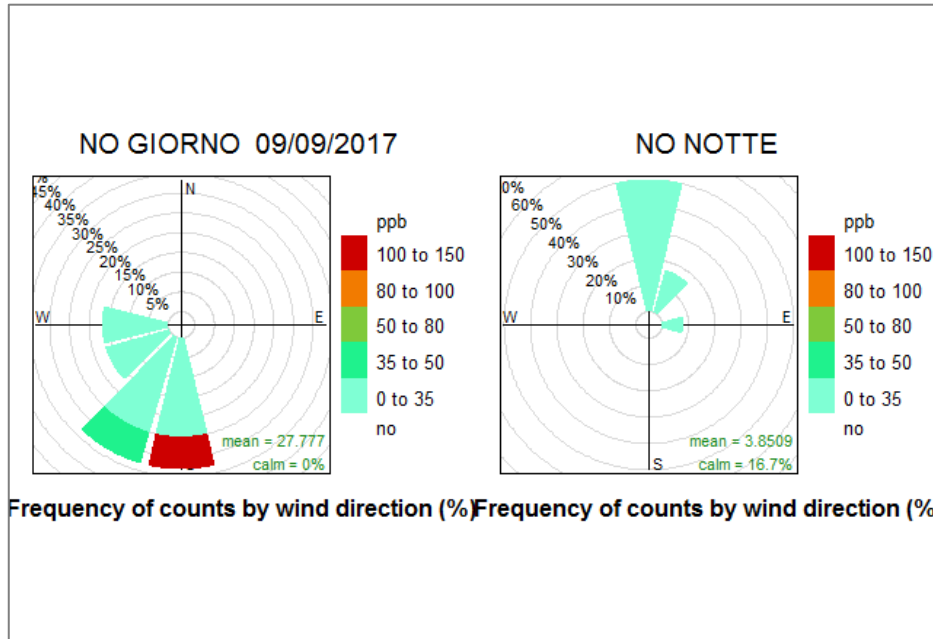 NO GIORNO 09/09/2017
%
45%
40%
35%
30%
25%
20%
15%
10%
5%
N
W
E
mean = 27.777
calm = 0%
ppb
100 to 150
80 to 100
50 to 80
35 to 50
0 to 35
no
Frequency of counts by wind direction (%)
NO NOTTE
0%
60%
50%
40%
30%
20%
10%
W
E
S
mean = 3.8509
calm = 16.7%
ppb
100 to 150
80 to 100
50 to 80
35 to 50
0 to 35
no
Frequency of counts by wind direction (%